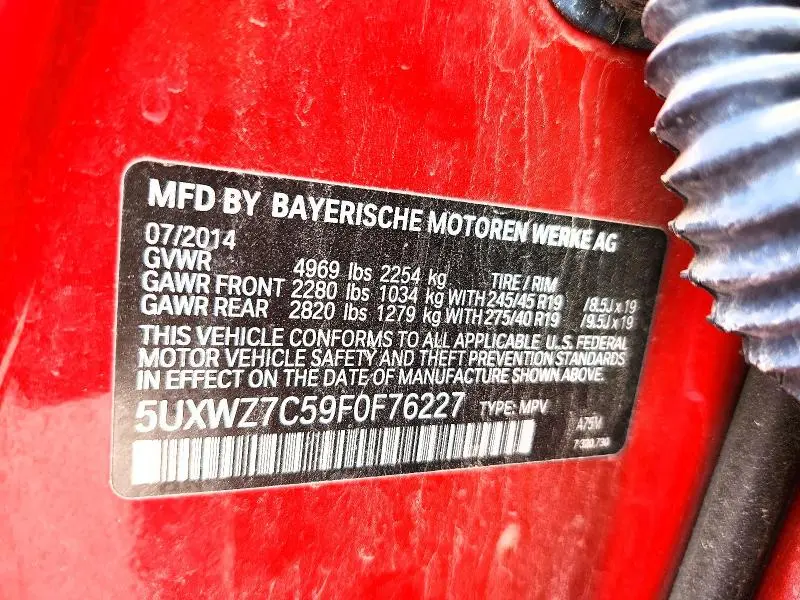 MFD BY BAYERISCHE MOTOREN WERKE AG
07/2014
GVWR 4969 lbs 2254 kg TIRE / RIM
GAWR FRONT 2280 lbs 1034 kg WITH 245/45 R19 /8.5J x 19
GAWR REAR 2820 lbs 1279 kg WITH 275/40 R19 /9.5J x 19
THIS VEHICLE CONFORMS TO ALL APPLICABLE U.S. FEDERAL
MOTOR VEHICLE SAFETY AND THEFT PREVENTION STANDARDS
IN EFFECT ON THE DATE OF MANUFACTURE SHOWN ABOVE.
5UXWZ7C59F0F76227 TYPE: MPV